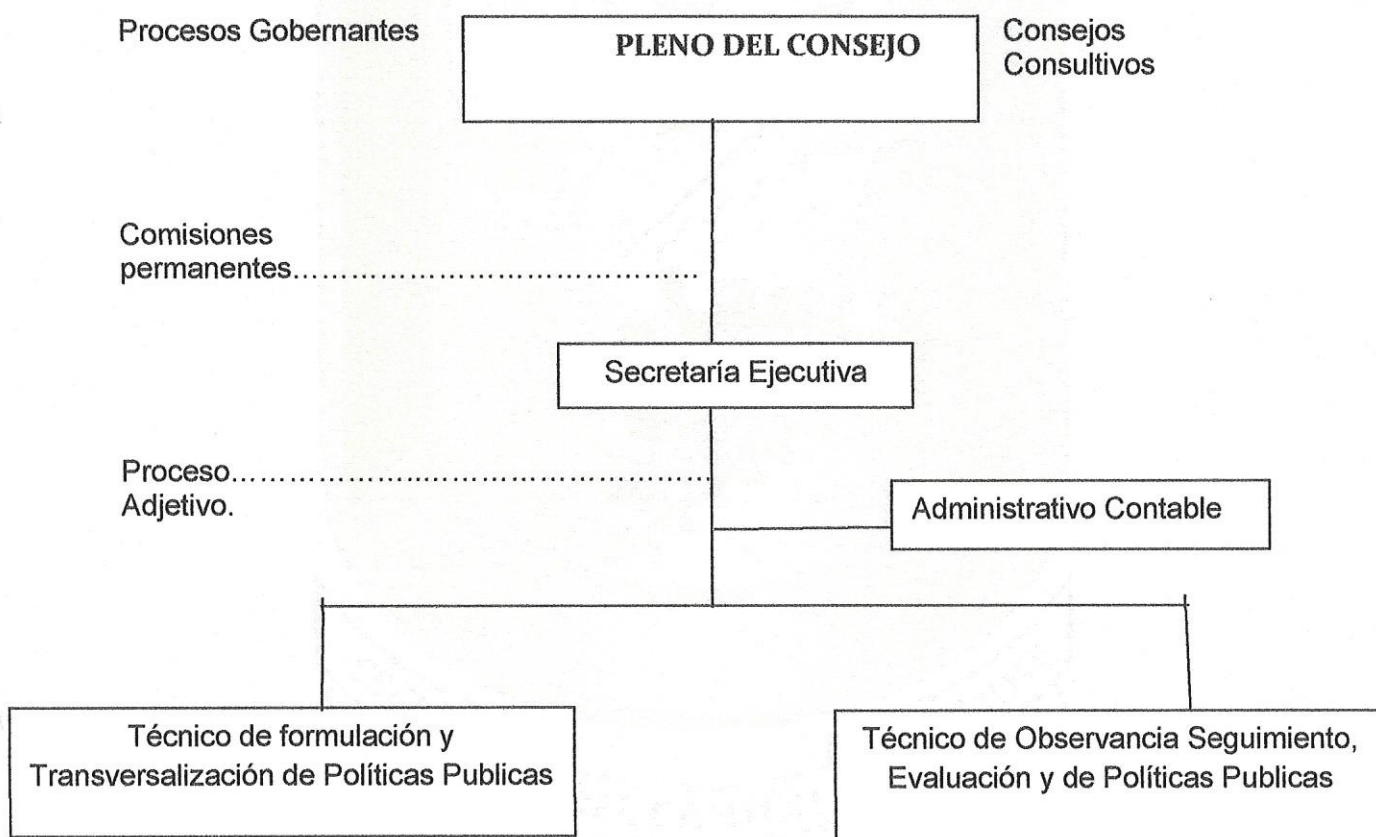 Procesos Gobernantes
PLENO DEL CONSEJO
Consejos
Consultivos
Comisiones
permanentes……………………………………
Secretaría Ejecutiva
Proceso……………………………………………
Adjetivo.
Administrativo Contable
Técnico de formulación y
Transversalización de Políticas Publicas
Técnico de Observancia Seguimiento,
Evaluación y de Políticas Publicas